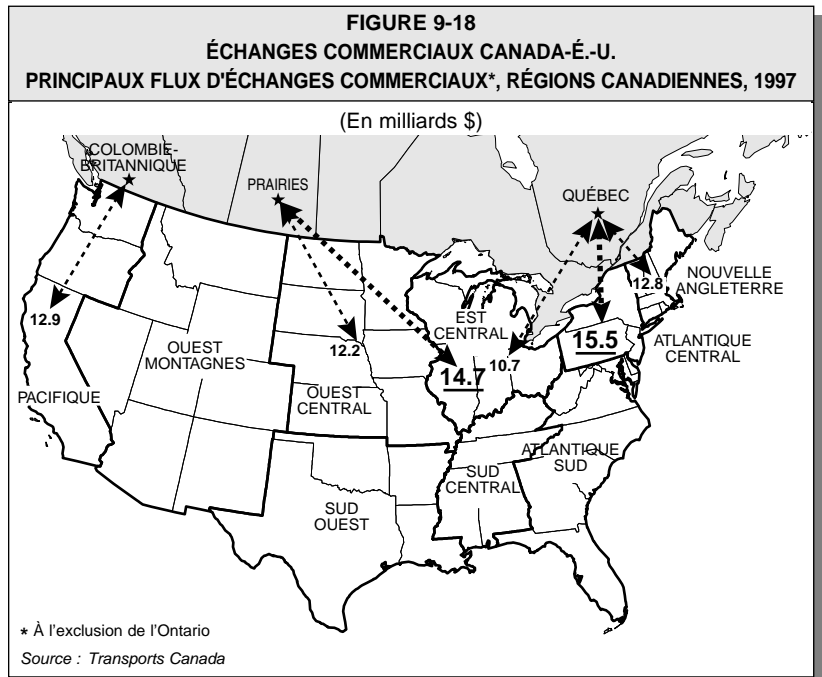 FIGURE 9-18
ÉCHANGES COMMERCIAUX CANADA-É.-U.
PRINCIPAUX FLUX D'ÉCHANGES COMMERCIAUX*, RÉGIONS CANADIENNES, 1997
(En milliards $)
COLOMBIE-
BRITANNIQUE
PRAIRIES
QUÉBEC
NOUVELLE
ANGLETERRE
12.8
12.9
EST
CENTRAL
15.5
ATLANTIQUE
CENTRAL
OUEST
MONTAGNES
12.2
14.7
10.7
PACIFIQUE
OUEST
CENTRAL
ATLANTIQUE
SUD
SUD
CENTRAL
SUD
OUEST
* À l'exclusion de l'Ontario
Source : Transports Canada